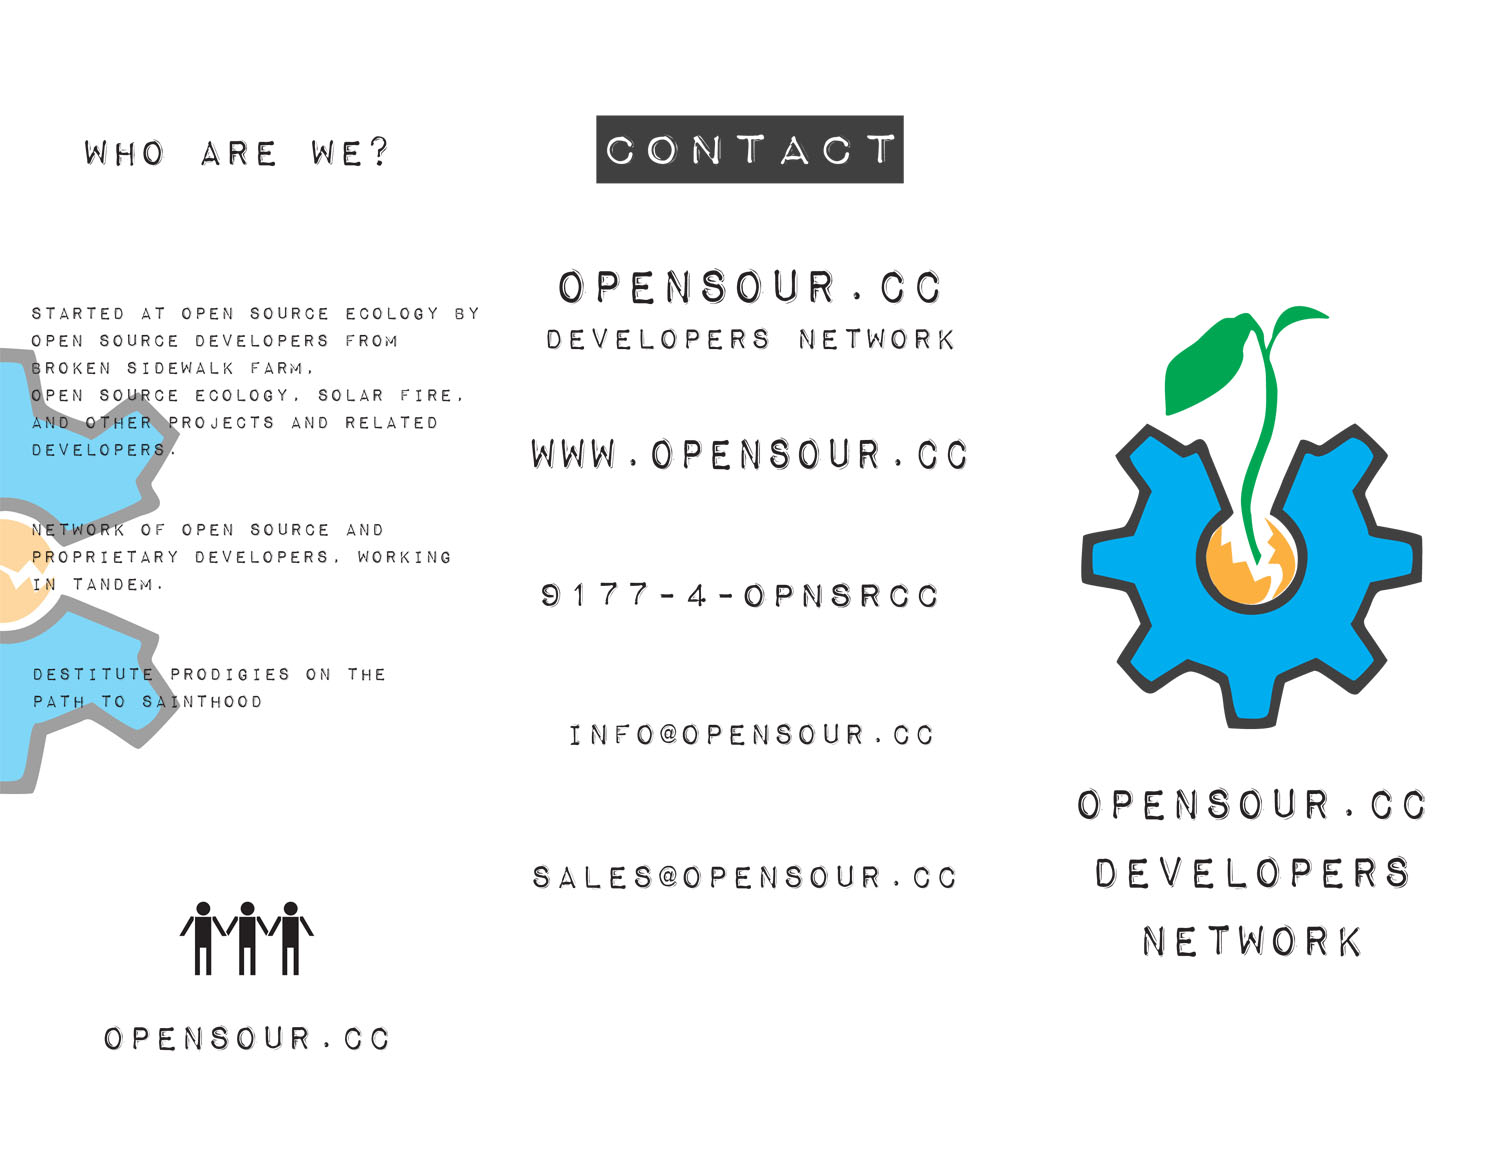 WHO ARE WE?
STARTED AT OPEN SOURCE ECOLOGY BY
OPEN SOURCE DEVELOPERS FROM
BROKEN SIDEWALK FARM,
OPEN SOURCE ECOLOGY, SOLAR FIRE,
AND OTHER PROJECTS AND RELATED
DEVELOPERS.
NETWORK OF OPEN SOURCE AND
PROPRIETARY DEVELOPERS, WORKING
IN TANDEM.
DESTITUTE PRODIGIES ON THE
PATH TO SAINTHOOD
OPENSOUR.CC
CONTACT
OPENSOUR.CC
DEVELOPERS NETWORK
WWW.OPENSOUR.CC
9177-4-OPNSRCC
INFO@OPENSOUR.CC
SALES@OPENSOUR.CC
OPENSOUR.CC
DEVELOPERS
NETWORK